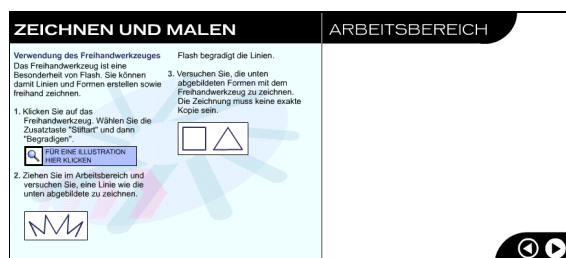 ZEICHNEN UND MALEN
ARBEITSBEREICH
Verwendung des Freihandwerkzeuges
Das Freihandwerkzeug ist eine
Besonderheit von Flash. Sie können
damit Linien und Formen erstellen sowie
freihand zeichnen.
1. Klicken Sie auf das
Freihandwerkzeug. Wählen Sie die
Zusatztaste "Stiftart" und dann
"Begradigen".
FÜR EINE ILLUSTRATION
HIER KLICKEN
2. Ziehen Sie im Arbeitsbereich und
versuchen Sie, eine Linie wie die
unten abgebildete zu zeichnen.
Flash begradigt die Linien.
3. Versuchen Sie, die unten
abgebildeten Formen mit dem
Freihandwerkzeug zu zeichnen.
Die Zeichnung muss keine exakte
Kopie sein.